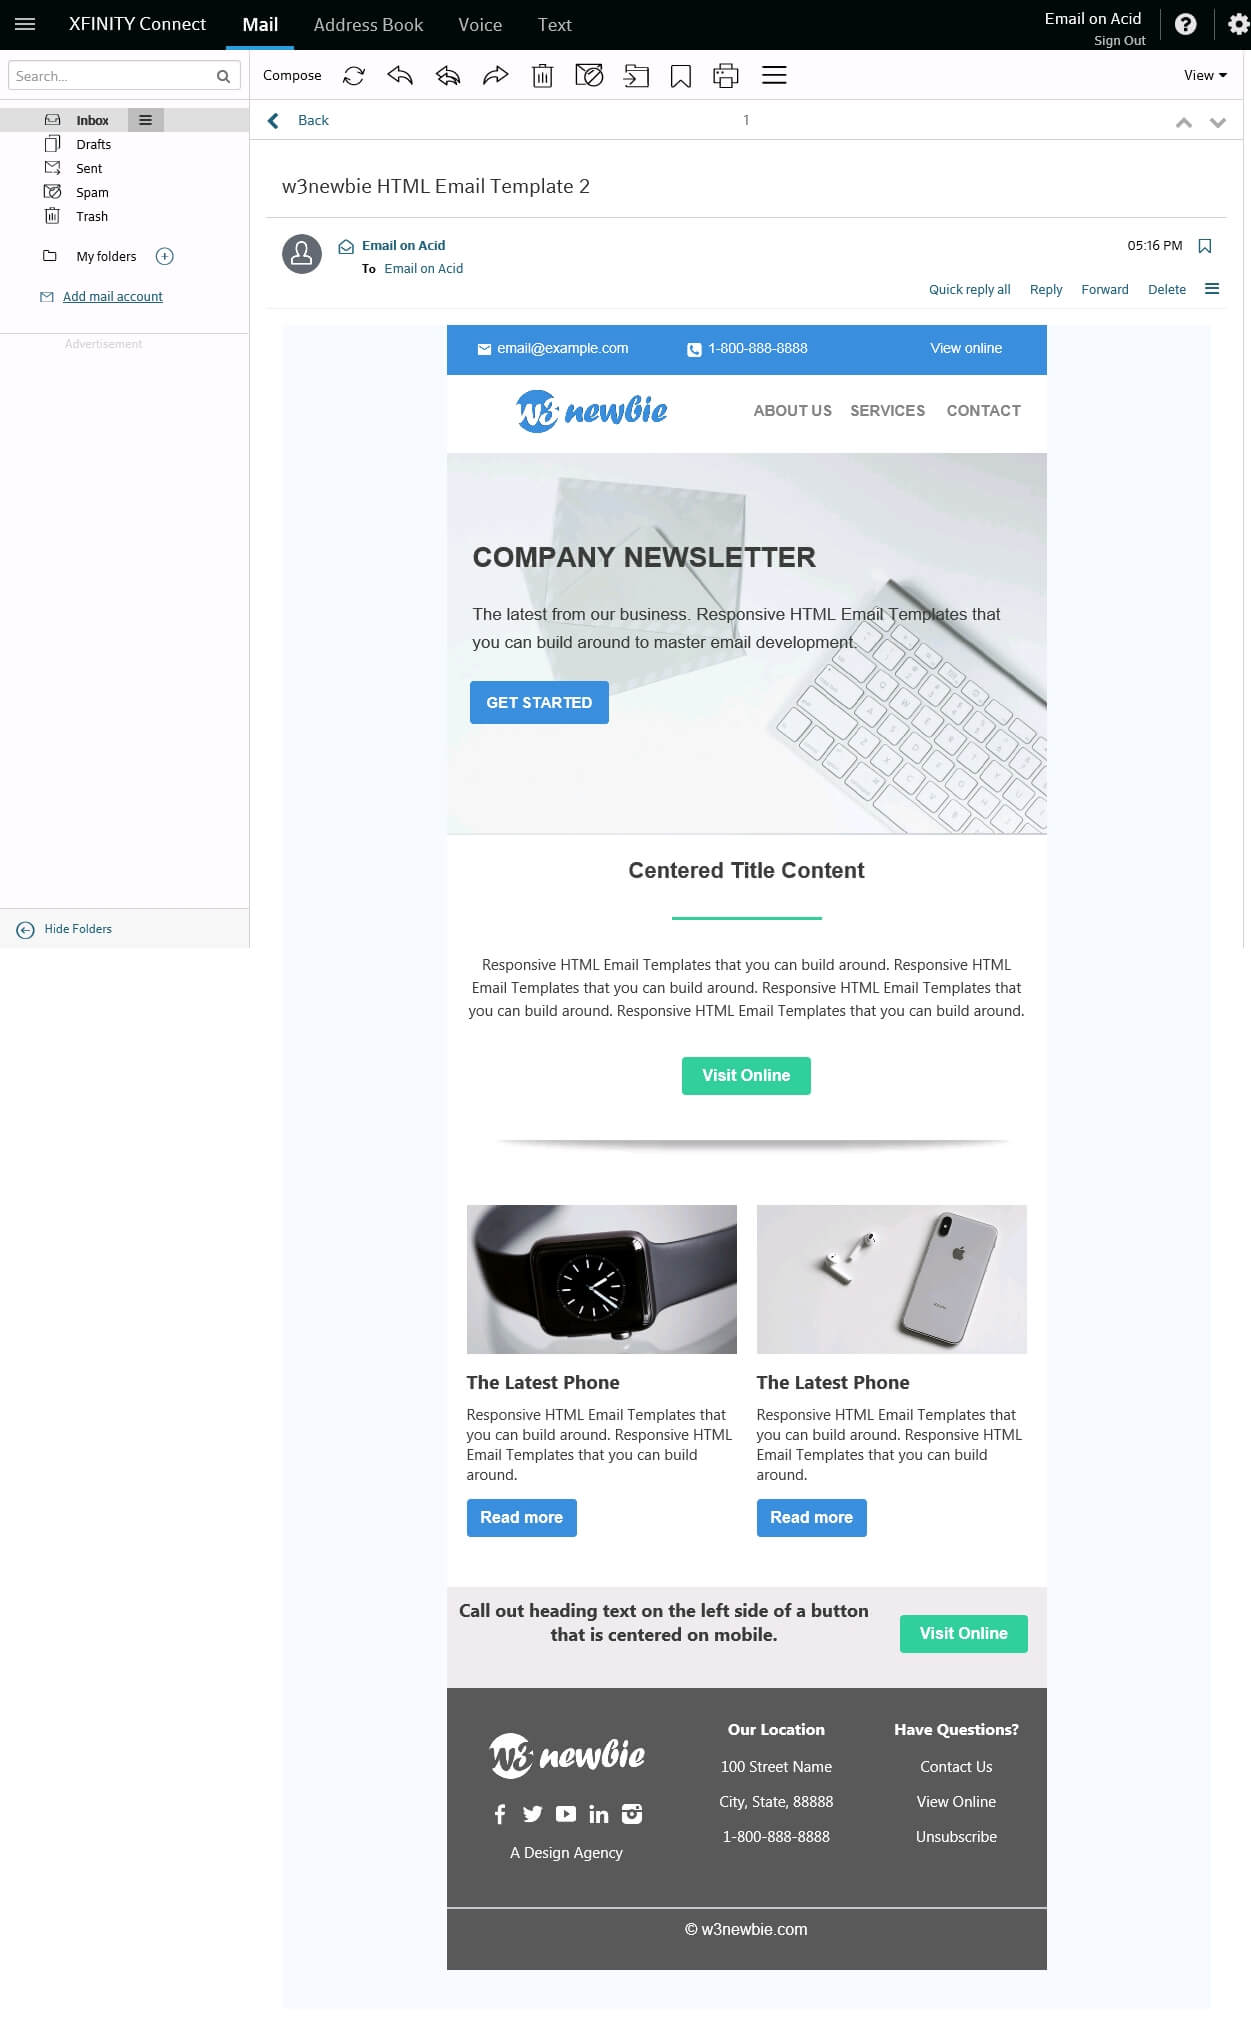 XFINITY Connect Mail Address Book Voice Text Email on Acid
Sign Out
Search...
Compose View
Inbox
Drafts
Sent
Spam
Trash
My folders
Add mail account
Advertisement
Hide Folders
Back 1
w3newbie HTML Email Template 2
Email on Acid 05:16 PM
To Email on Acid
Quick reply all Reply Forward Delete
email@example.com 1-800-888-8888 View online
w3 newbie ABOUT US SERVICES CONTACT
COMPANY NEWSLETTER
The latest from our business. Responsive HTML Email Templates that
you can build around to master email development.
GET STARTED
Centered Title Content
Responsive HTML Email Templates that you can build around. Responsive HTML
Email Templates that you can build around. Responsive HTML Email Templates that
you can build around. Responsive HTML Email Templates that you can build around.
Visit Online
The Latest Phone
Responsive HTML Email Templates that
you can build around. Responsive HTML
Email Templates that you can build
around.
Read more
The Latest Phone
Responsive HTML Email Templates that
you can build around. Responsive HTML
Email Templates that you can build
around.
Read more
Call out heading text on the left side of a button
that is centered on mobile.
Visit Online
w3 newbie
A Design Agency
Our Location
100 Street Name
City, State, 88888
1-800-888-8888
Have Questions?
Contact Us
View Online
Unsubscribe
© w3newbie.com